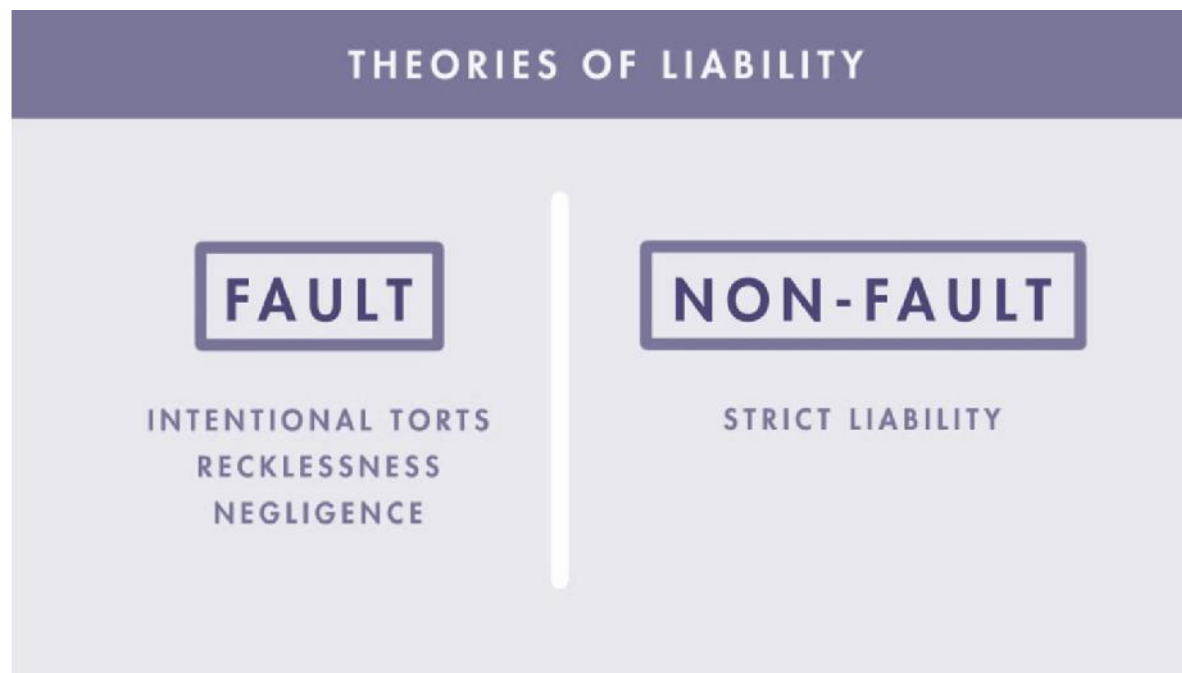 THEORIES OF LIABILITY
FAULT
INTENTIONAL TORTS
RECKLESSNESS
NEGLIGENCE
NON-FAULT
STRICT LIABILITY